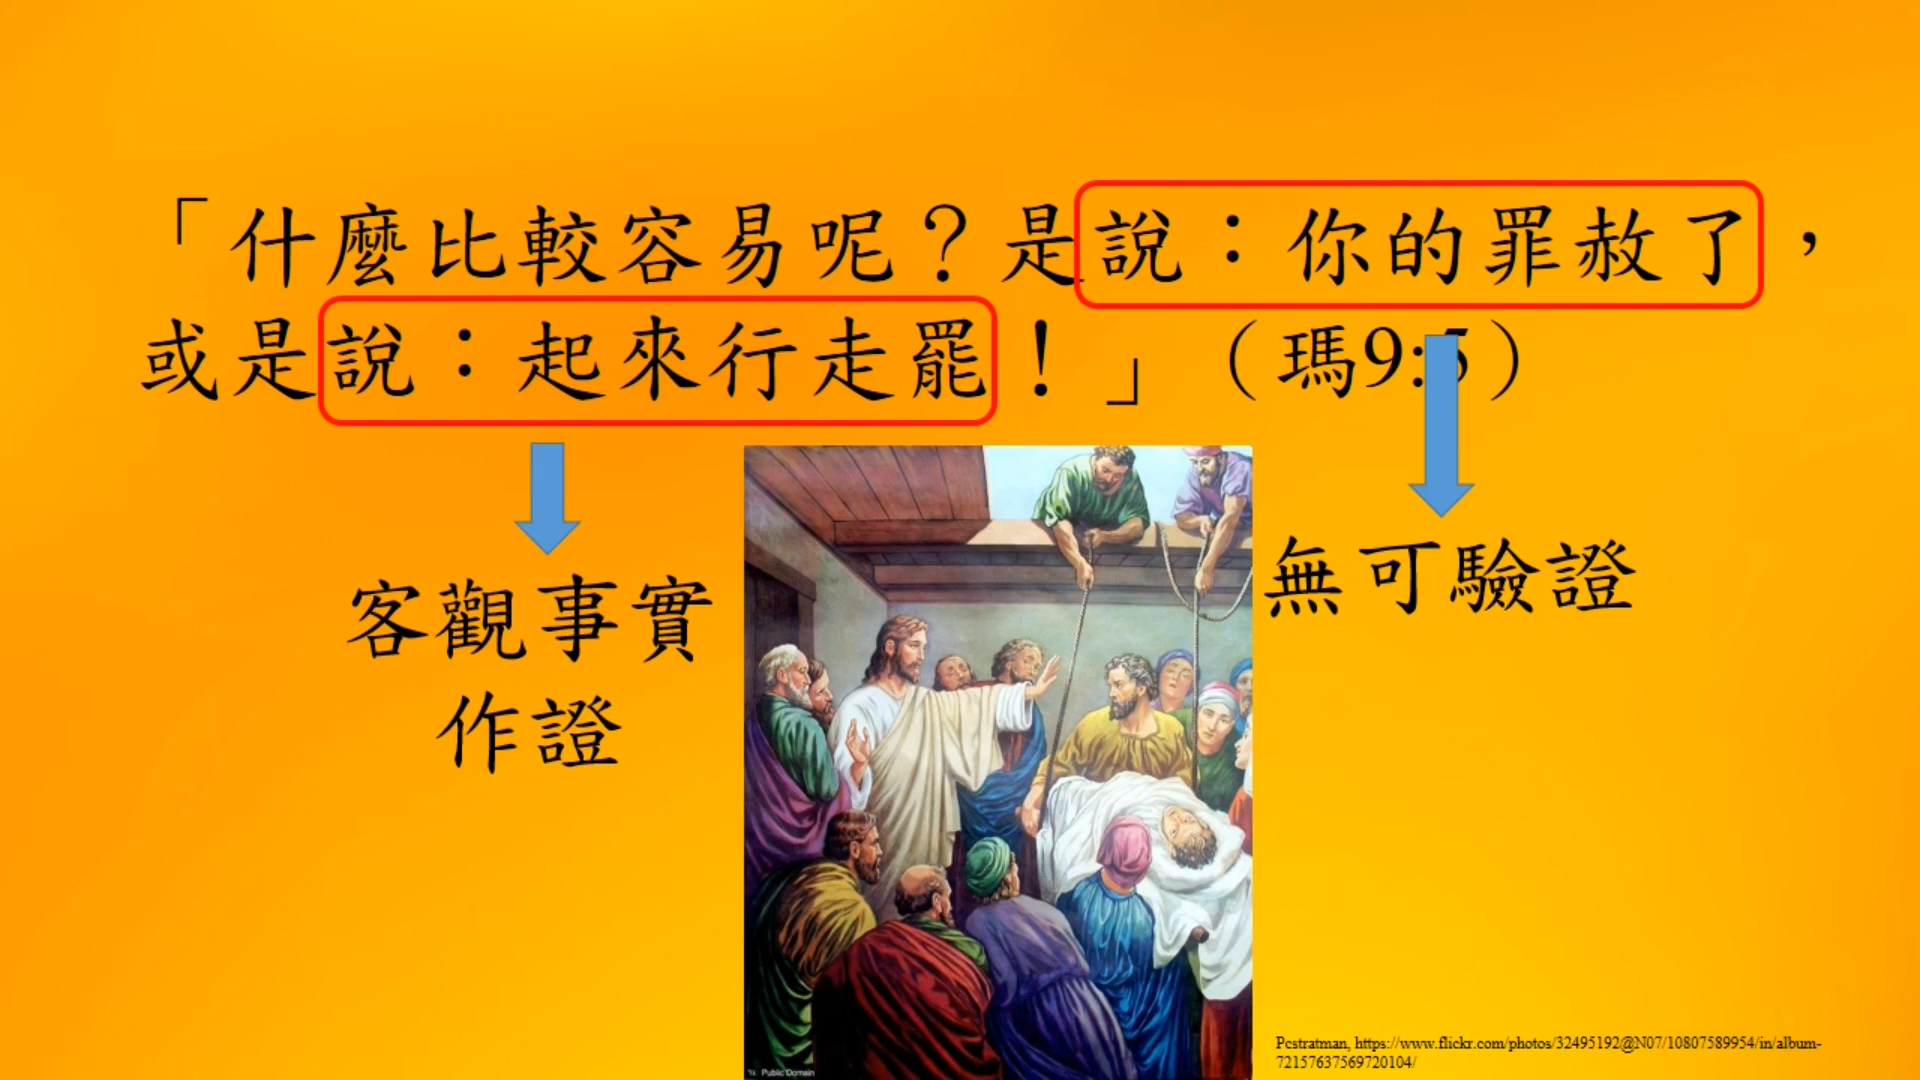 「什麼比較容易呢？是說：你的罪赦了，
或是說：起來行走罷！」（瑪9:5）
客觀事實
作證
無可驗證
Public Domain
Pcstratman, https://www.flickr.com/photos/32495192@N07/10807589954/in/album-
72157637569720104/